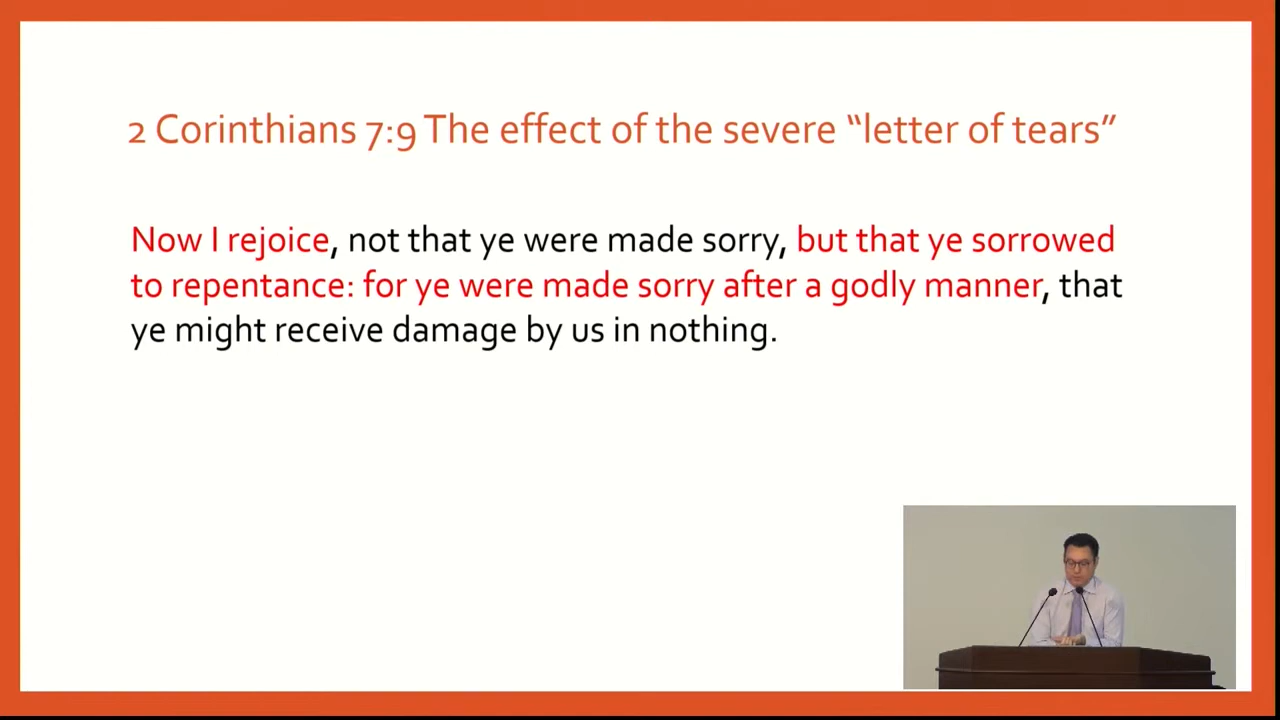 2 Corinthians 7:9 The effect of the severe “letter of tears”
Now I rejoice, not that ye were made sorry, but that ye sorrowed
to repentance: for ye were made sorry after a godly manner, that
ye might receive damage by us in nothing.